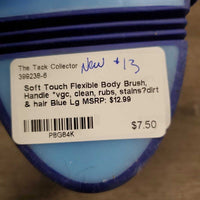 The Tack Collector
New $13
399238-6
Soft Touch Flexible Body Brush,
Handle *vgc, clean, rubs, stains?dirt
& hair Blue Lg MSRP: $12.99
$7.50
P8G84K